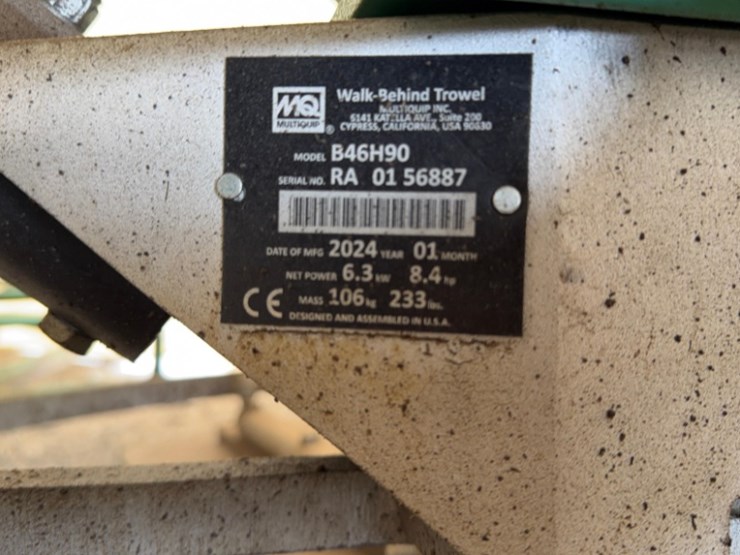 MQ
MULTIQUIP
®
Walk-Behind Trowel
MULTIQUIP INC.
6141 KATELLA AVE., Suite 200
CYPRESS, CALIFORNIA, USA 90630
MODEL B46H90
SERIAL NO. RA 01 56887
DATE OF MFG 2024 YEAR 01 MONTH
NET POWER 6.3 kW 8.4 hp
CE MASS 106 kg 233 lbs.
DESIGNED AND ASSEMBLED IN U.S.A.